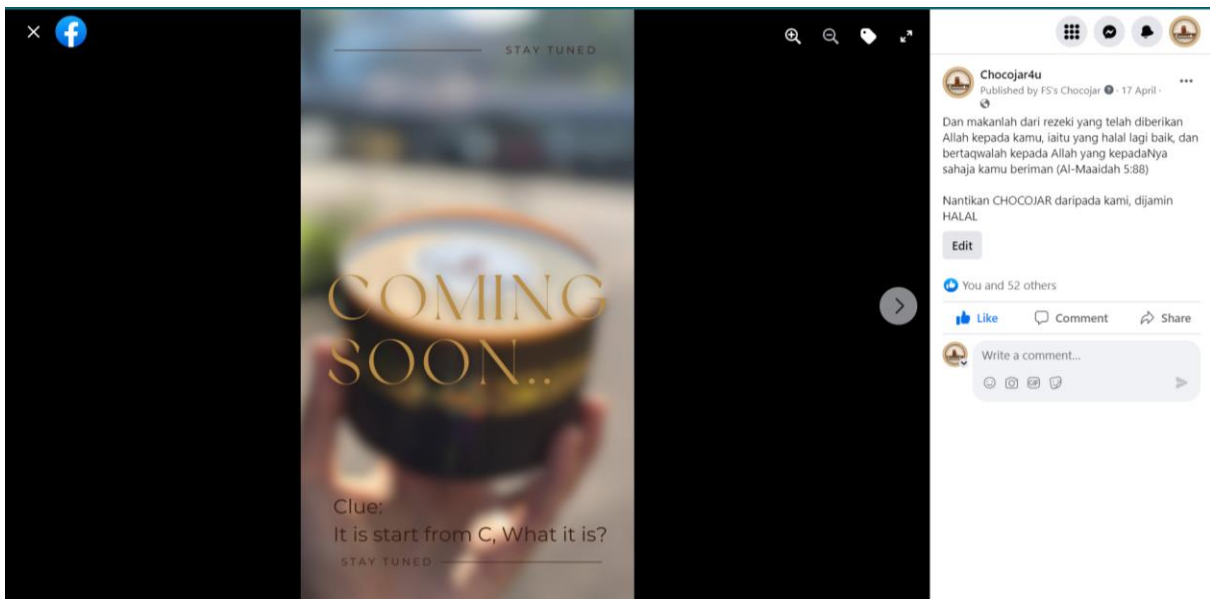 STAY TUNED
COMING
SOON..
Clue:
It is start from C, What it is?
STAY TUNED
Chocojar4u
Published by FS's Chocojar · 17 April ·
Dan makanlah dari rezeki yang telah diberikan
Allah kepada kamu, iaitu yang halal lagi baik, dan
bertaqwalah kepada Allah yang kepadaNya
sahaja kamu beriman (Al-Maaidah 5:88)
Nantikan CHOCOJAR daripada kami, dijamin
HALAL
Edit
You and 52 others
Like Comment Share
Write a comment...
GIF